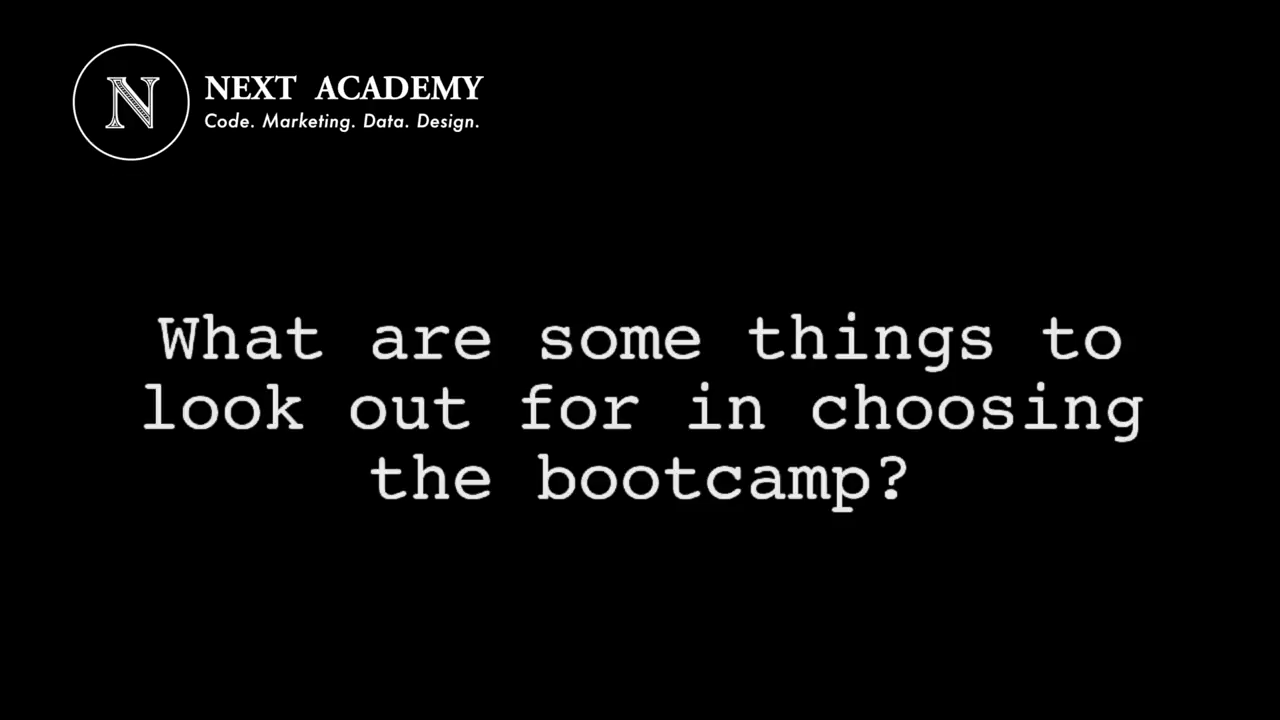 N
NEXT ACADEMY
Code. Marketing. Data. Design.
What are some things to
look out for in choosing
the bootcamp?